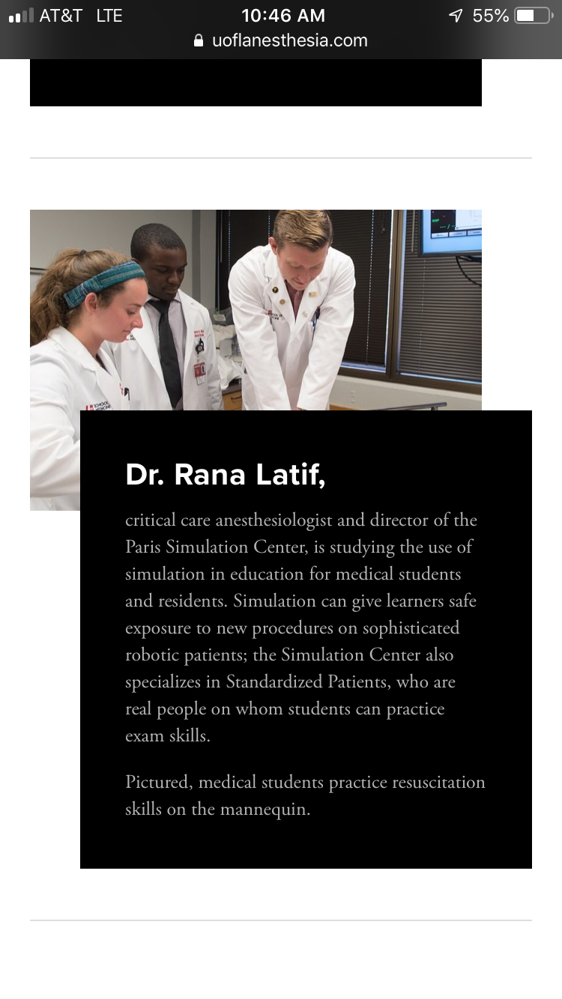 AT&T LTE 10:46 AM 55%
uoflanesthesia.com
Dr. Rana Latif,
critical care anesthesiologist and director of the
Paris Simulation Center, is studying the use of
simulation in education for medical students
and residents. Simulation can give learners safe
exposure to new procedures on sophisticated
robotic patients; the Simulation Center also
specializes in Standardized Patients, who are
real people on whom students can practice
exam skills.
Pictured, medical students practice resuscitation
skills on the mannequin.